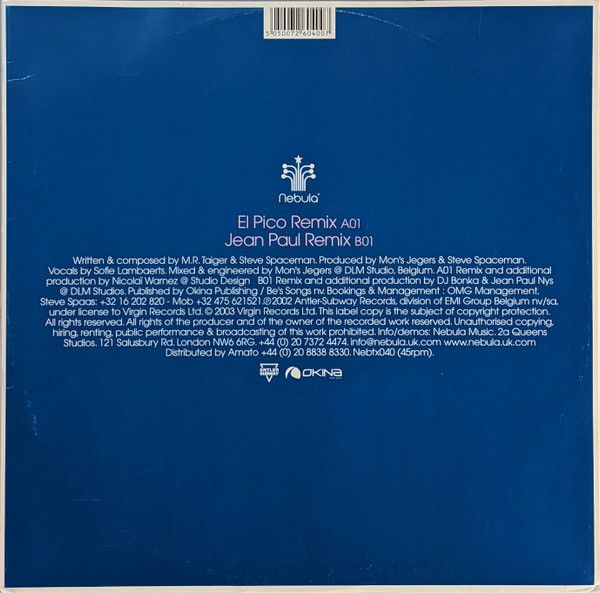 5 050072 604007
nebula
El Pico Remix A01
Jean Paul Remix B01
Written & composed by M.R. Taiger & Steve Spaceman. Produced by Mon's Jegers & Steve Spaceman.
Vocals by Sofie Lambaerts. Mixed & engineered by Mon's Jegers @ DLM Studio, Belgium. A01 Remix and additional
production by Nicolaï Warnez @ Studio Design B01 Remix and additional production by DJ Bonka & Jean Paul Nys
@ DLM Studios. Published by Okina Publishing / Be's Songs nv. Bookings & Management : OMG Management,
Steve Spaas: +32 16 202 820 - Mob +32 475 621521 ℗ 2002 Antler-Subway Records, division of EMI Group Belgium nv/sa,
under license to Virgin Records Ltd. © 2003 Virgin Records Ltd. This label copy is the subject of copyright protection.
All rights reserved. All rights of the producer and of the owner of the recorded work reserved. Unauthorised copying,
hiring, renting, public performance & broadcasting of this work prohibited. Info/demos: Nebula Music. 2a Queens
Studios. 121 Salusbury Rd. London NW6 6RG. +44 (0) 20 7372 4474. info@nebula.uk.com www.nebula.uk.com
Distributed by Amato +44 (0) 20 8838 8330. Nebtx040 (45rpm).
ANTLER SUBWAY OKINA